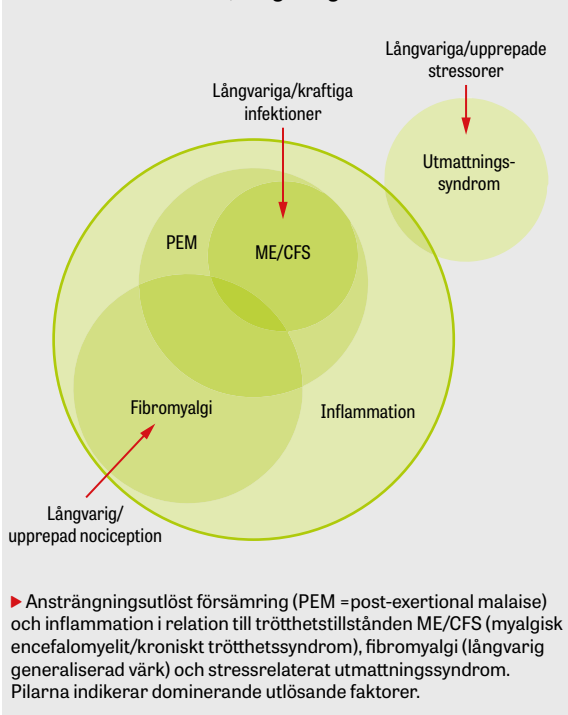 Långvariga/upprepade
stressorer
Långvariga/kraftiga
infektioner
Utmattnings-
syndrom
PEM
ME/CFS
Fibromyalgi
Inflammation
Långvarig/
upprepad nociception
▶ Ansträngningsutlöst försämring (PEM =post-exertional malaise)
och inflammation i relation till trötthetstillstånden ME/CFS (myalgisk
encefalomyelit/kroniskt trötthetssyndrom), fibromyalgi (långvarig
generaliserad värk) och stressrelaterat utmattningssyndrom.
Pilarna indikerar dominerande utlösande faktorer.